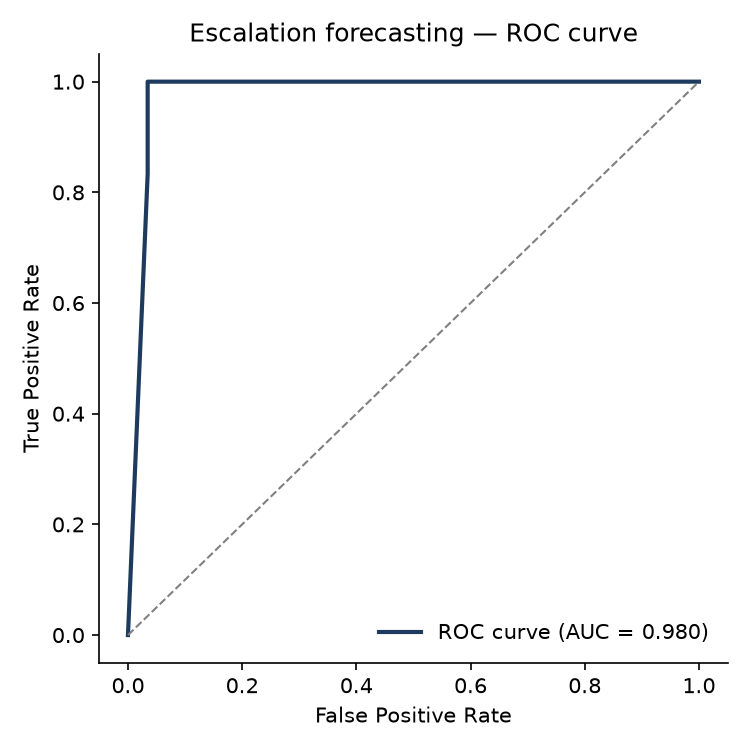 Escalation forecasting — ROC curve
1.0
0.8
0.6
0.4
0.2
0.0
True Positive Rate
ROC curve (AUC = 0.980)
0.0 0.2 0.4 0.6 0.8 1.0
False Positive Rate